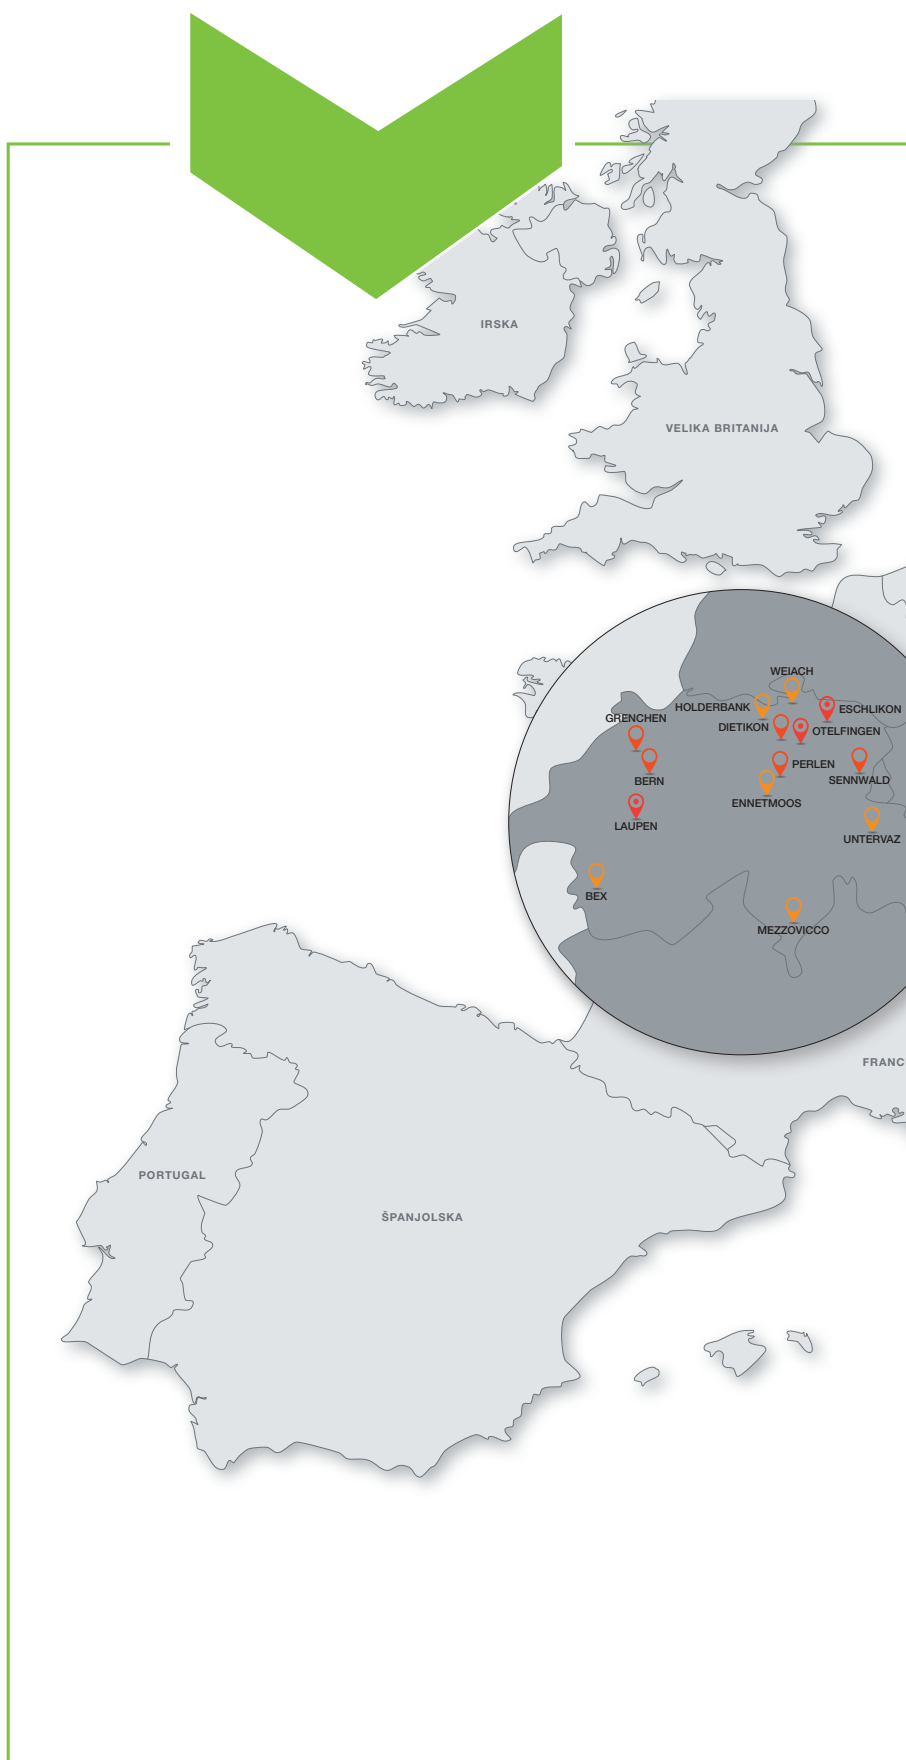 IRSKA
VELIKA BRITANIJA
WEIACH
HOLDERBANK
ESCHLIKON
GRENCHEN
DIETIKON
OTELFINGEN
PERLEN
BERN
SENNWALD
ENNETMOOS
LAUPEN
UNTERVAZ
BEX
MEZZOVICCO
FRANC
PORTUGAL
ŠPANJOLSKA